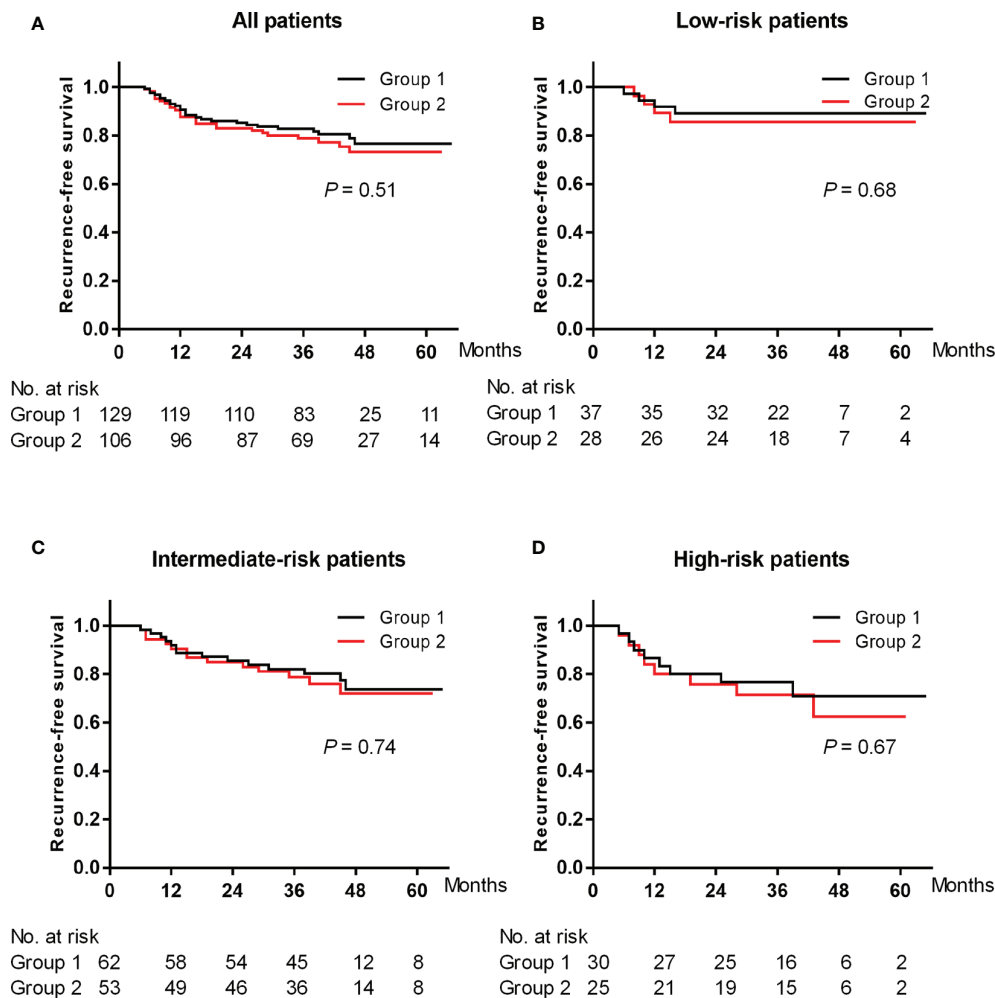 A
All patients
Recurrence-free survival
1.0
0.8
0.6
0.4
0.2
0.0
Group 1
Group 2
P = 0.51
0 12 24 36 48 60 Months
No. at risk
Group 1 129 119 110 83 25 11
Group 2 106 96 87 69 27 14
B
Low-risk patients
Recurrence-free survival
1.0
0.8
0.6
0.4
0.2
0.0
Group 1
Group 2
P = 0.68
0 12 24 36 48 60 Months
No. at risk
Group 1 37 35 32 22 7 2
Group 2 28 26 24 18 7 4
C
Intermediate-risk patients
Recurrence-free survival
1.0
0.8
0.6
0.4
0.2
0.0
Group 1
Group 2
P = 0.74
0 12 24 36 48 60 Months
No. at risk
Group 1 62 58 54 45 12 8
Group 2 53 49 46 36 14 8
D
High-risk patients
Recurrence-free survival
1.0
0.8
0.6
0.4
0.2
0.0
Group 1
Group 2
P = 0.67
0 12 24 36 48 60 Months
No. at risk
Group 1 30 27 25 16 6 2
Group 2 25 21 19 15 6 2